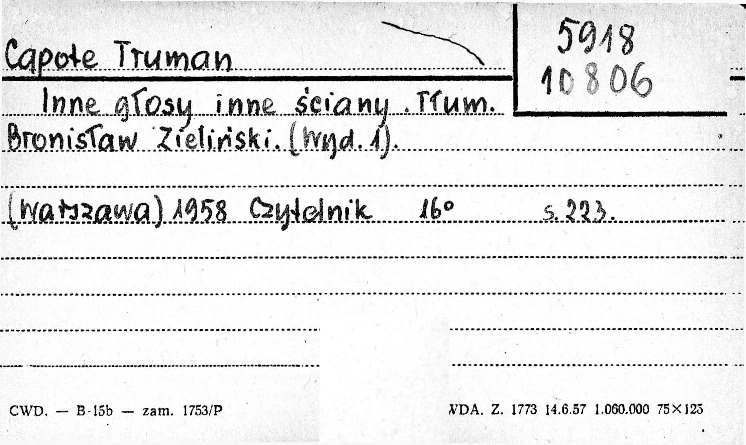 Capote Truman
5918
10806
Inne głosy inne ściany. Tłum.
Bronisław Zieliński. (Wyd. 1).
(Warszawa) 1958 Czytelnik 16° s. 223.
CWD. — B-15b — zam. 1753/P
WDA. Z. 1773 14.6.57 1.060.000 75×125